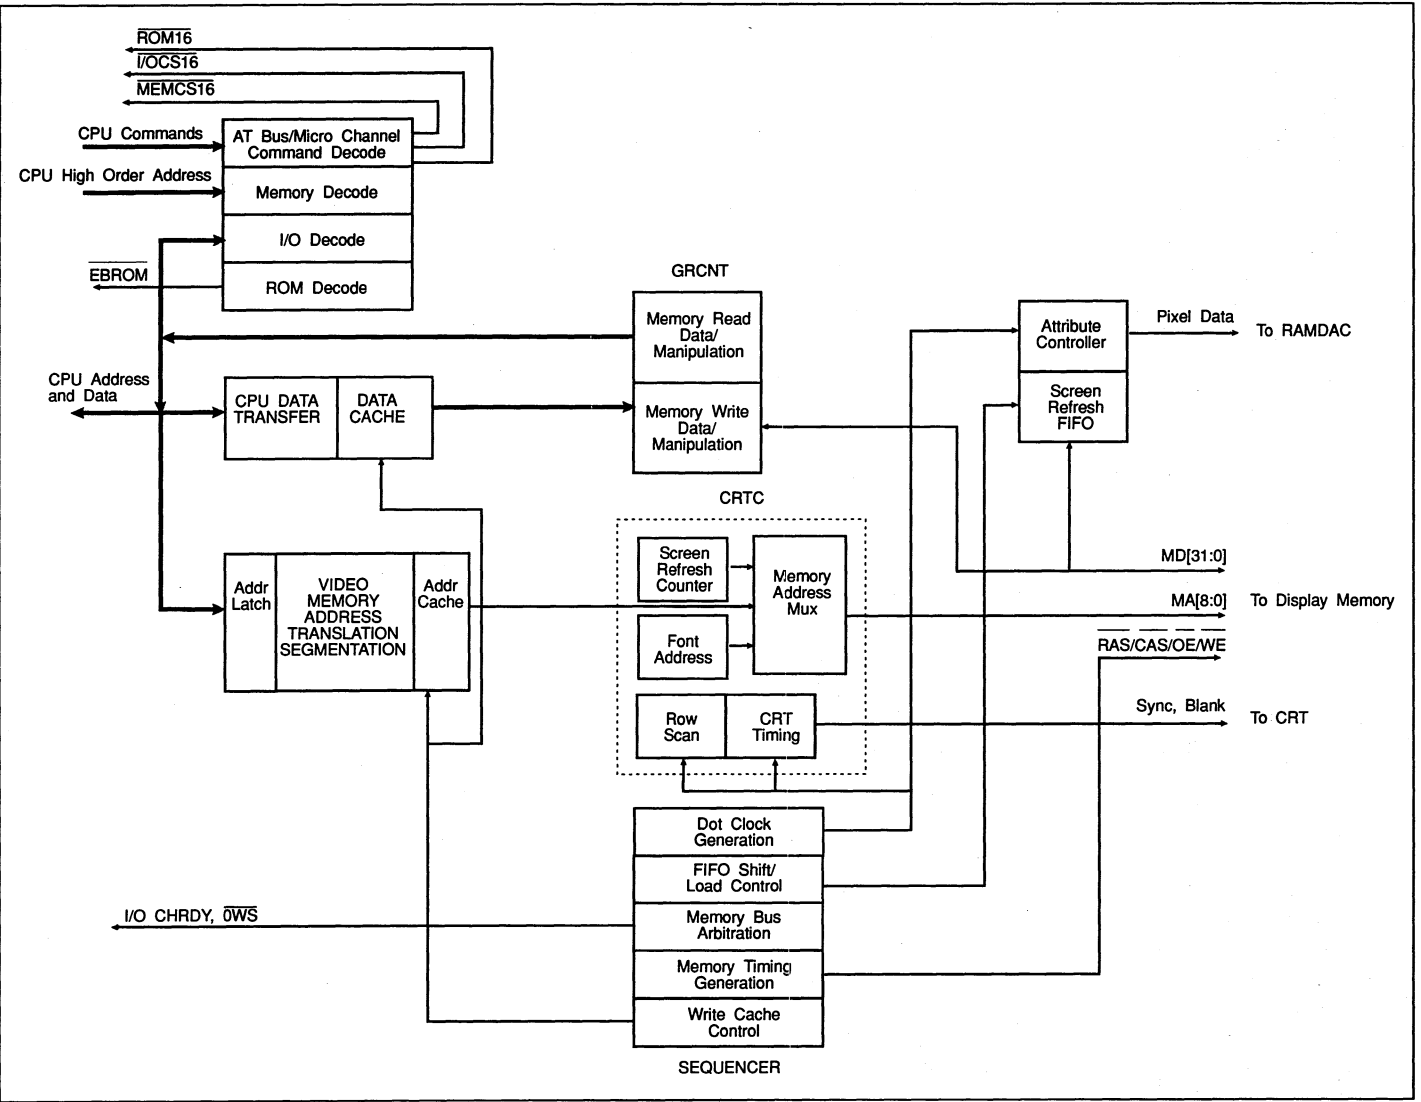 ROM16
I/OCS16
MEMCS16
CPU Commands
AT Bus/Micro Channel
Command Decode
CPU High Order Address
Memory Decode
I/O Decode
EBROM
ROM Decode
GRCNT
Memory Read
Data/
Manipulation
Attribute
Controller
Pixel Data
To RAMDAC
CPU Address
and Data
CPU DATA
TRANSFER
DATA
CACHE
Memory Write
Data/
Manipulation
Screen
Refresh
FIFO
CRTC
Screen
Refresh
Counter
Memory
Address
Mux
MD[31:0]
Addr
Latch
VIDEO
MEMORY
ADDRESS
TRANSLATION
SEGMENTATION
Addr
Cache
MA[8:0]
To Display Memory
Font
Address
RAS/CAS/OE/WE
Row
Scan
CRT
Timing
Sync, Blank
To CRT
Dot Clock
Generation
FIFO Shift/
Load Control
I/O CHRDY, 0WS
Memory Bus
Arbitration
Memory Timing
Generation
Write Cache
Control
SEQUENCER